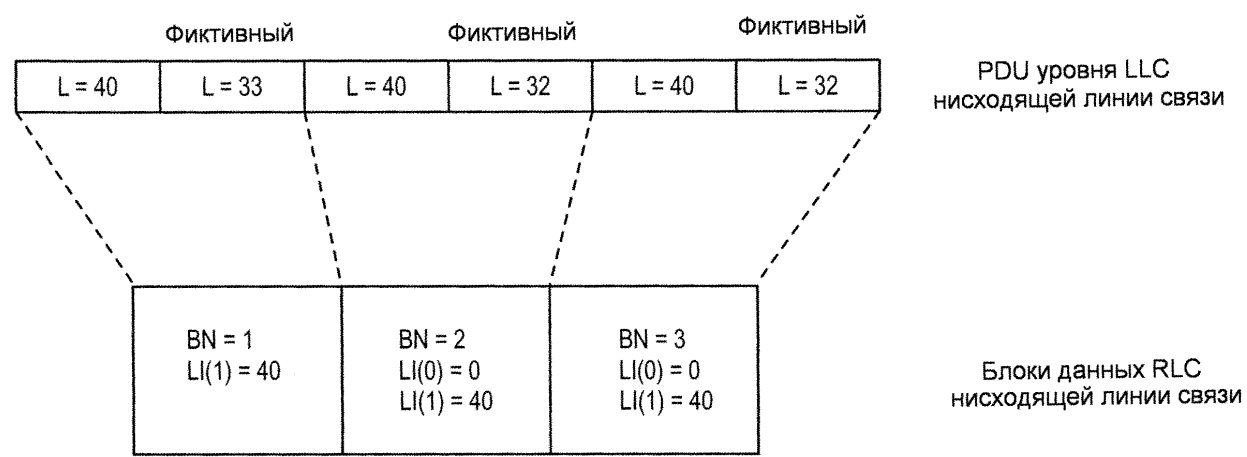 Фиктивный
Фиктивный
Фиктивный
L = 40
L = 33
L = 40
L = 32
L = 40
L = 32
PDU уровня LLC
нисходящей линии связи
BN = 1
LI(1) = 40
BN = 2
LI(0) = 0
LI(1) = 40
BN = 3
LI(0) = 0
LI(1) = 40
Блоки данных RLC
нисходящей линии связи